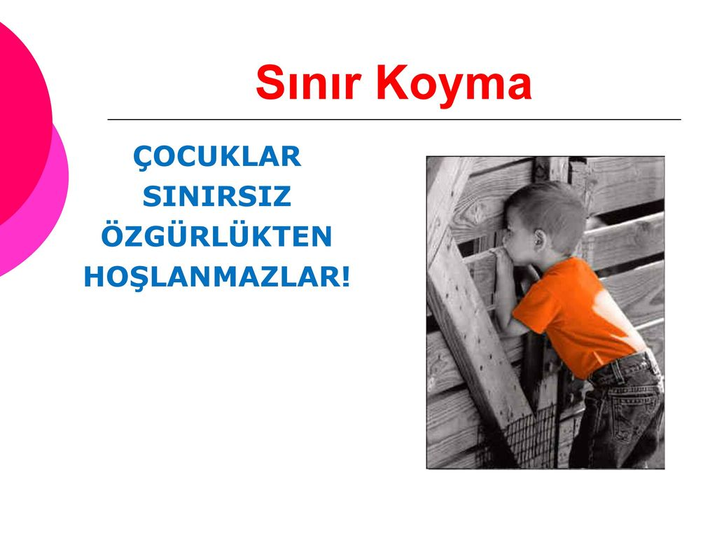 Sınır Koyma
ÇOCUKLAR
SINIRSIZ
ÖZGÜRLÜKTEN
HOŞLANMAZLAR!